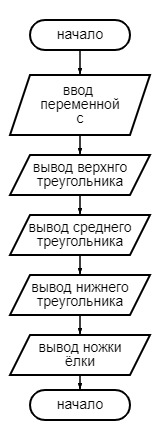 начало
ввод
переменной
с
вывод верхнго
треугольника
вывод среднего
треугольника
вывод нижнего
треугольника
вывод ножки
ёлки
начало